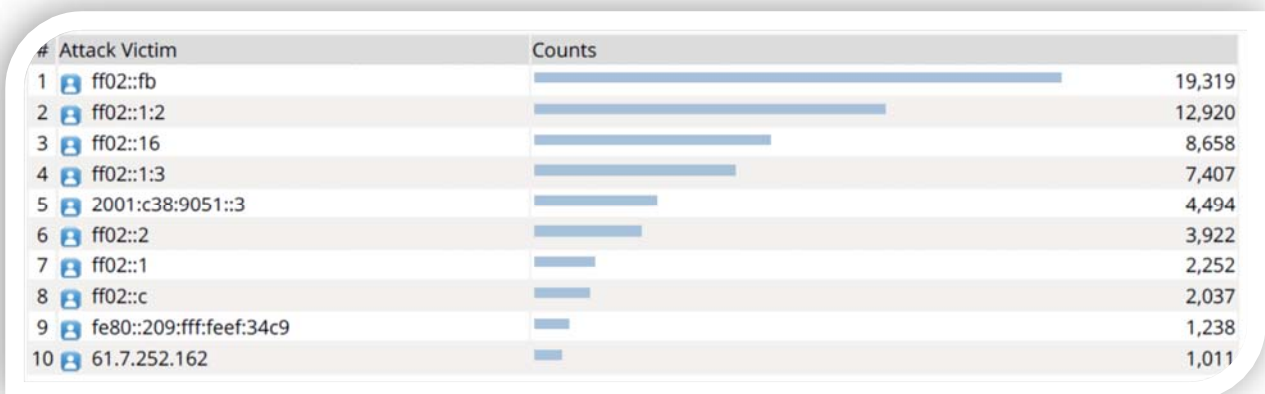 # Attack Victim Counts
1 ff02::fb 19,319
2 ff02::1:2 12,920
3 ff02::16 8,658
4 ff02::1:3 7,407
5 2001:c38:9051::3 4,494
6 ff02::2 3,922
7 ff02::1 2,252
8 ff02::c 2,037
9 fe80::209:fff:feef:34c9 1,238
10 61.7.252.162 1,011